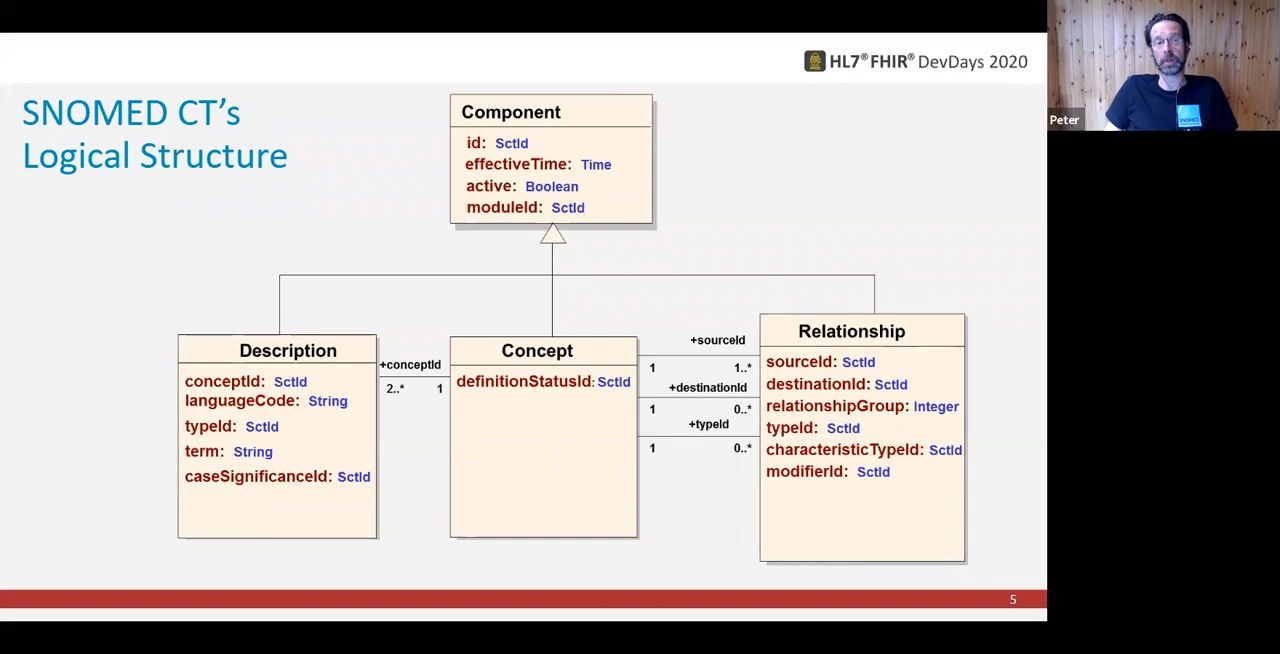 HL7® FHIR® DevDays 2020
SNOMED CT’s
Logical Structure
Component
id: SctId
effectiveTime: Time
active: Boolean
moduleId: SctId
Description
conceptId: SctId
languageCode: String
typeId: SctId
term: String
caseSignificanceId: SctId
+conceptId
2..* 1
Concept
definitionStatusId: SctId
+sourceId
1 1..*
+destinationId
1 0..*
+typeId
1 0..*
Relationship
sourceId: SctId
destinationId: SctId
relationshipGroup: Integer
typeId: SctId
characteristicTypeId: SctId
modifierId: SctId
5
Peter
SNOMED